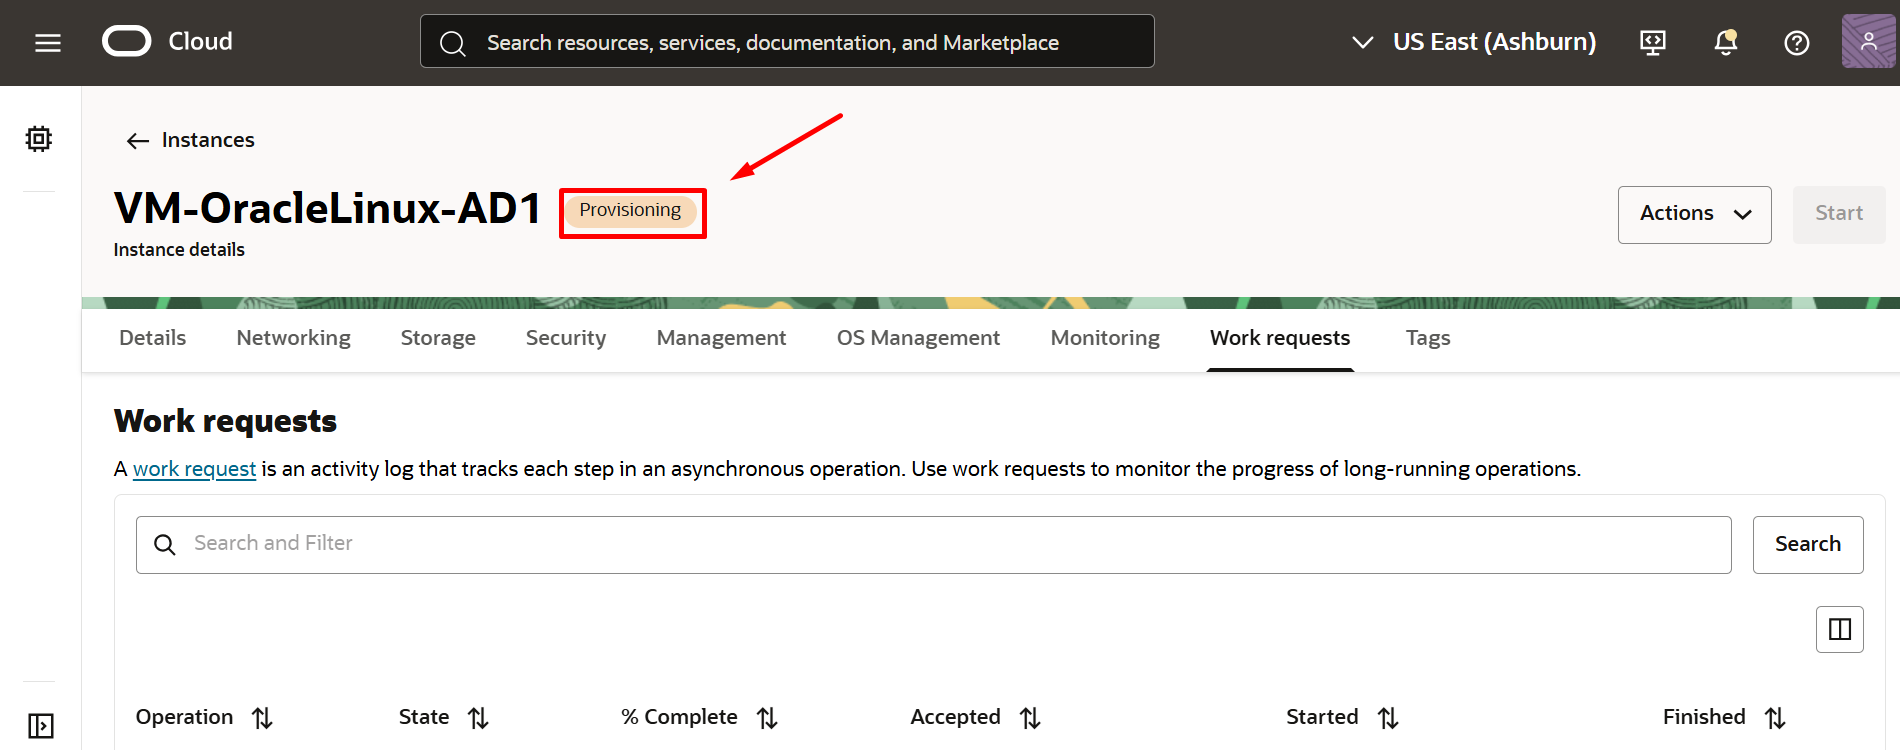 Cloud
Search resources, services, documentation, and Marketplace
US East (Ashburn)
Instances
VM-OracleLinux-AD1
Provisioning
Actions
Start
Instance details
Details Networking Storage Security Management OS Management Monitoring Work requests Tags
Work requests
A work request is an activity log that tracks each step in an asynchronous operation. Use work requests to monitor the progress of long-running operations.
Search and Filter
Search
Operation State % Complete Accepted Started Finished